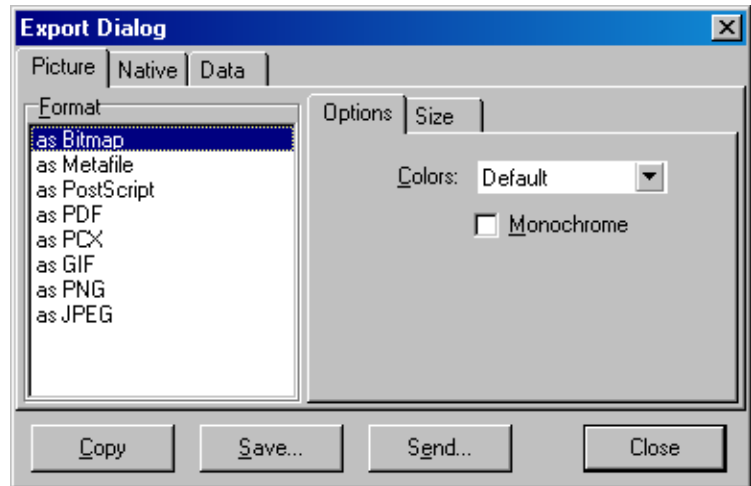 Export Dialog
Picture Native Data
Format
as Bitmap
as Metafile
as PostScript
as PDF
as PCX
as GIF
as PNG
as JPEG
Options Size
Colors: Default
Monochrome
Copy Save... Send... Close